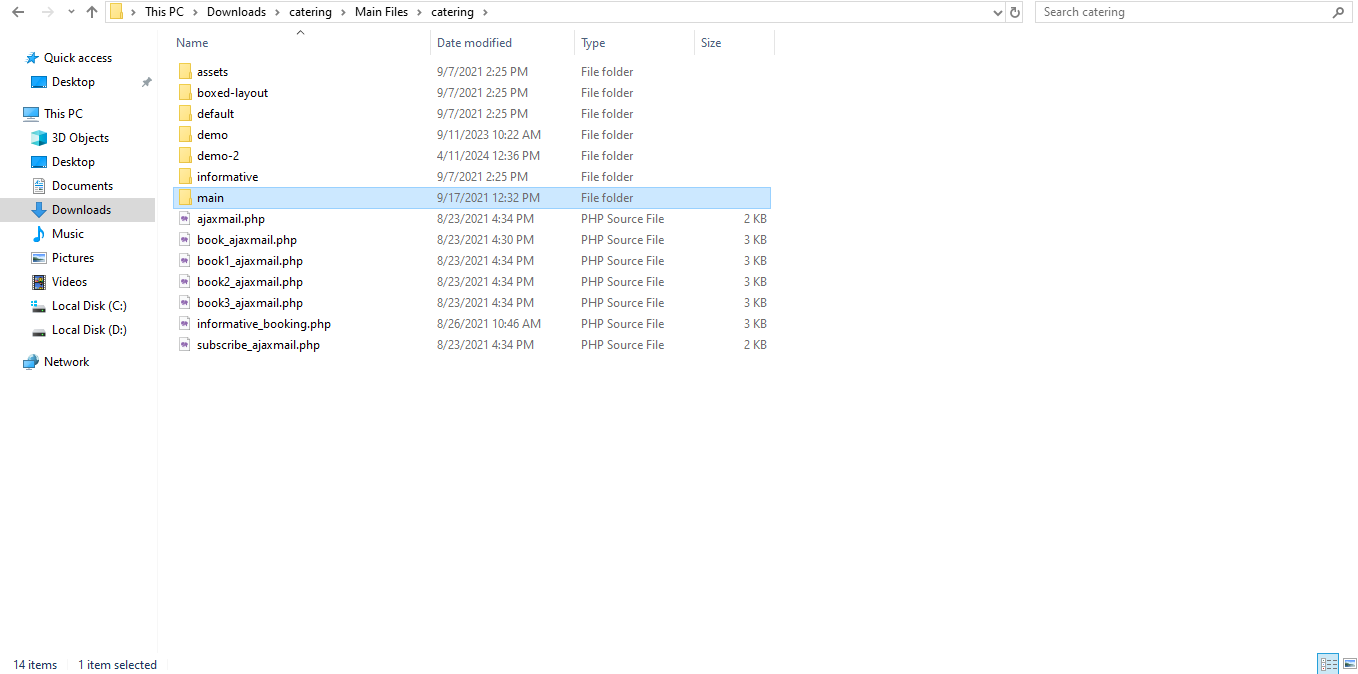 This PC > Downloads > catering > Main Files > catering >
Search catering
Name Date modified Type Size
Quick access
Desktop
This PC
3D Objects
Desktop
Documents
Downloads
Music
Pictures
Videos
Local Disk (C:)
Local Disk (D:)
Network
assets 9/7/2021 2:25 PM File folder
boxed-layout 9/7/2021 2:25 PM File folder
default 9/7/2021 2:25 PM File folder
demo 9/11/2023 10:22 AM File folder
demo-2 4/11/2024 12:36 PM File folder
informative 9/7/2021 2:25 PM File folder
main 9/17/2021 12:32 PM File folder
ajaxmail.php 8/23/2021 4:34 PM PHP Source File 2 KB
book_ajaxmail.php 8/23/2021 4:30 PM PHP Source File 3 KB
book1_ajaxmail.php 8/23/2021 4:34 PM PHP Source File 3 KB
book2_ajaxmail.php 8/23/2021 4:34 PM PHP Source File 3 KB
book3_ajaxmail.php 8/23/2021 4:34 PM PHP Source File 3 KB
informative_booking.php 8/26/2021 10:46 AM PHP Source File 3 KB
subscribe_ajaxmail.php 8/23/2021 4:34 PM PHP Source File 2 KB
14 items 1 item selected